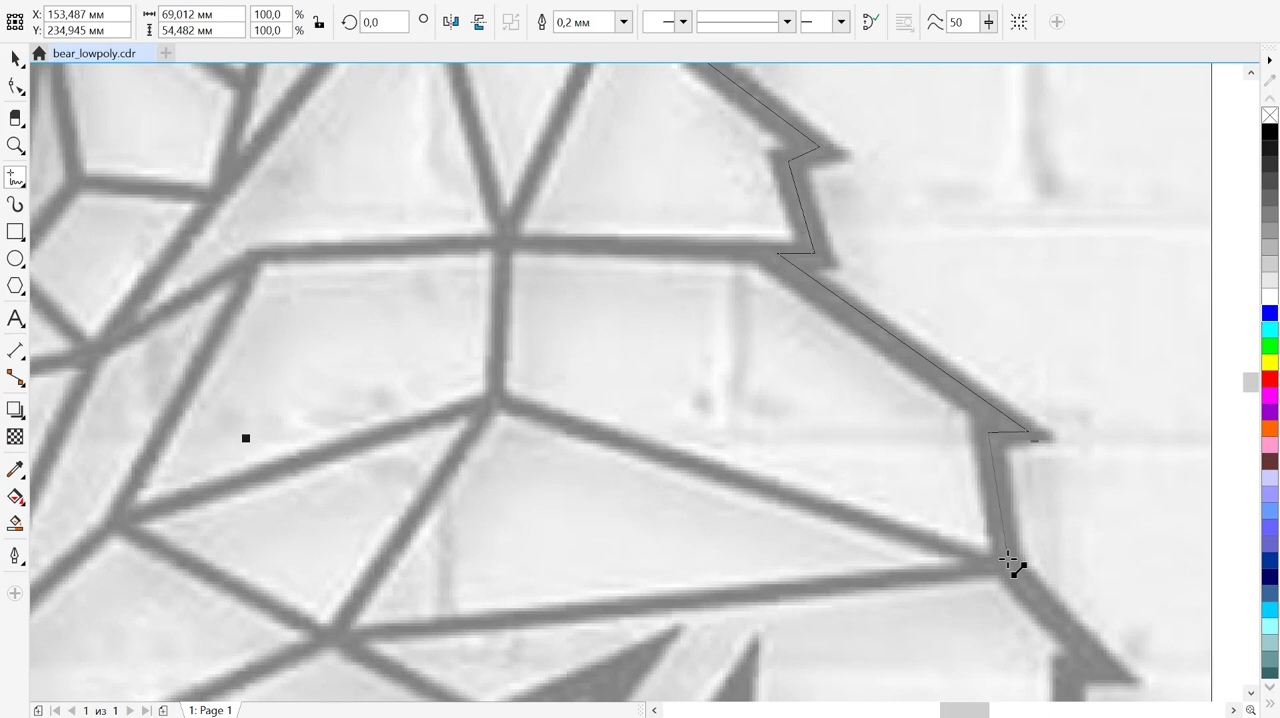 X: 153,487 мм 69,012 мм 100,0 % 0,0 0,2 мм 50
Y: 234,945 мм 54,482 мм 100,0 %
bear_lowpoly.cdr
1 из 1 1: Page 1